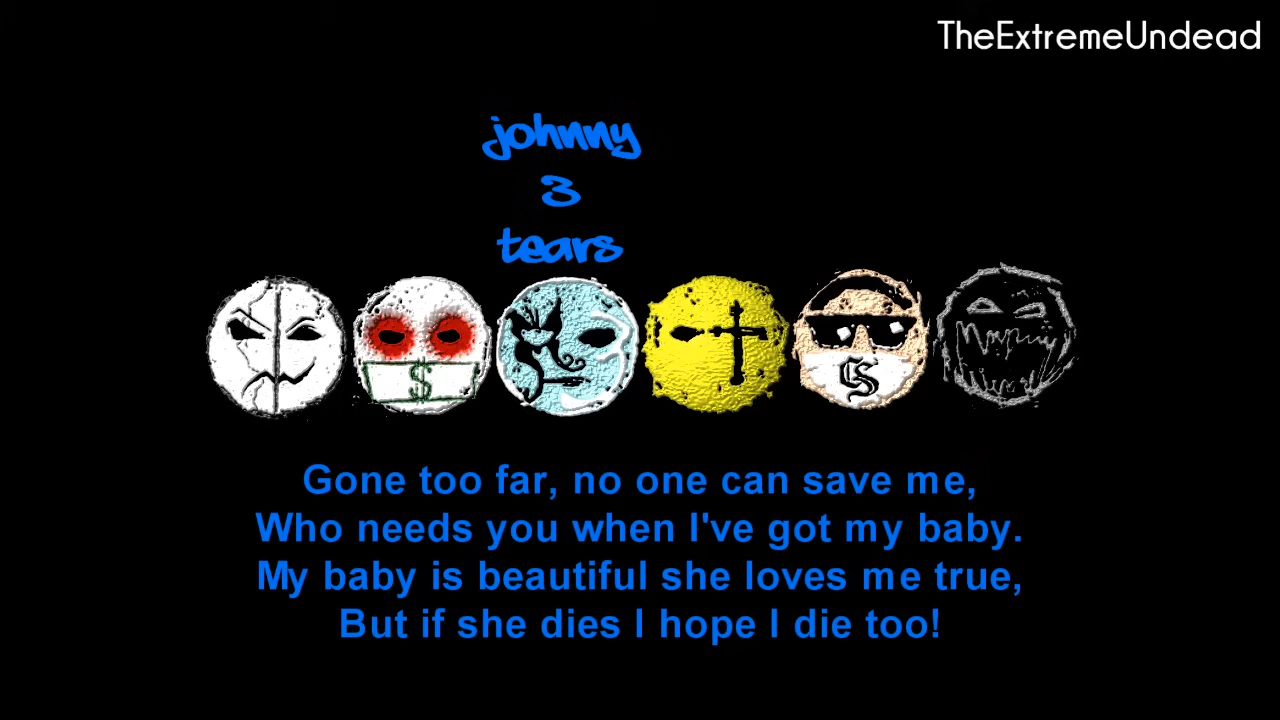 TheExtremeUndead
johnny
3
tears
$
S
Gone too far, no one can save me,
Who needs you when I've got my baby.
My baby is beautiful she loves me true,
But if she dies I hope I die too!